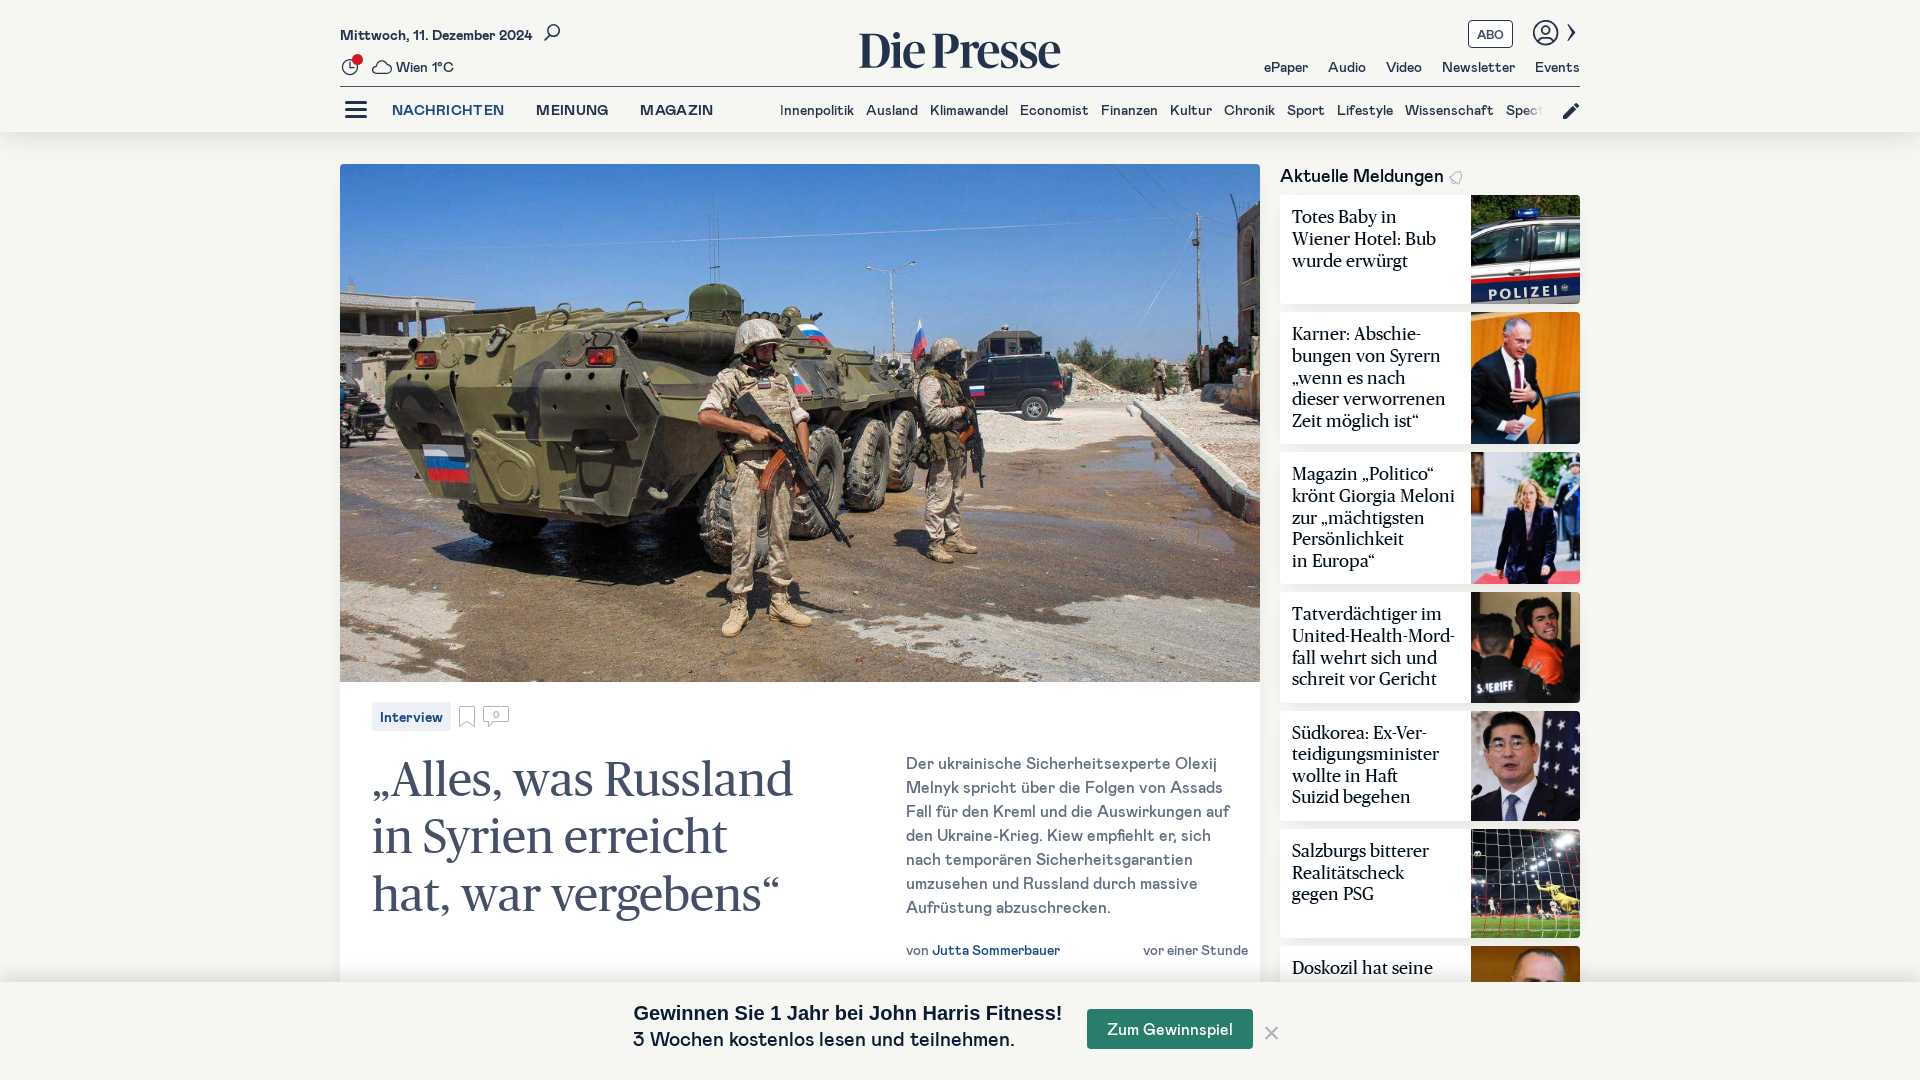 Mittwoch, 11. Dezember 2024
Wien 1°C
Die Presse
ABO
ePaper Audio Video Newsletter Events
NACHRICHTEN MEINUNG MAGAZIN
Innenpolitik Ausland Klimawandel Economist Finanzen Kultur Chronik Sport Lifestyle Wissenschaft Spect
Interview
0
„Alles, was Russland
in Syrien erreicht
hat, war vergebens“
Der ukrainische Sicherheitsexperte Olexij
Melnyk spricht über die Folgen von Assads
Fall für den Kreml und die Auswirkungen auf
den Ukraine-Krieg. Kiew empfiehlt er, sich
nach temporären Sicherheitsgarantien
umzusehen und Russland durch massive
Aufrüstung abzuschrecken.
von Jutta Sommerbauer
vor einer Stunde
Aktuelle Meldungen
Totes Baby in
Wiener Hotel: Bub
wurde erwürgt
POLIZEI
Karner: Abschie-
bungen von Syrern
„wenn es nach
dieser verworrenen
Zeit möglich ist“
Magazin „Politico“
krönt Giorgia Meloni
zur „mächtigsten
Persönlichkeit
in Europa“
Tatverdächtiger im
United-Health-Mord-
fall wehrt sich und
schreit vor Gericht
SHERIFF
Südkorea: Ex-Ver-
teidigungsminister
wollte in Haft
Suizid begehen
Salzburgs bitterer
Realitätscheck
gegen PSG
Doskozil hat seine
Gewinnen Sie 1 Jahr bei John Harris Fitness!
3 Wochen kostenlos lesen und teilnehmen.
Zum Gewinnspiel